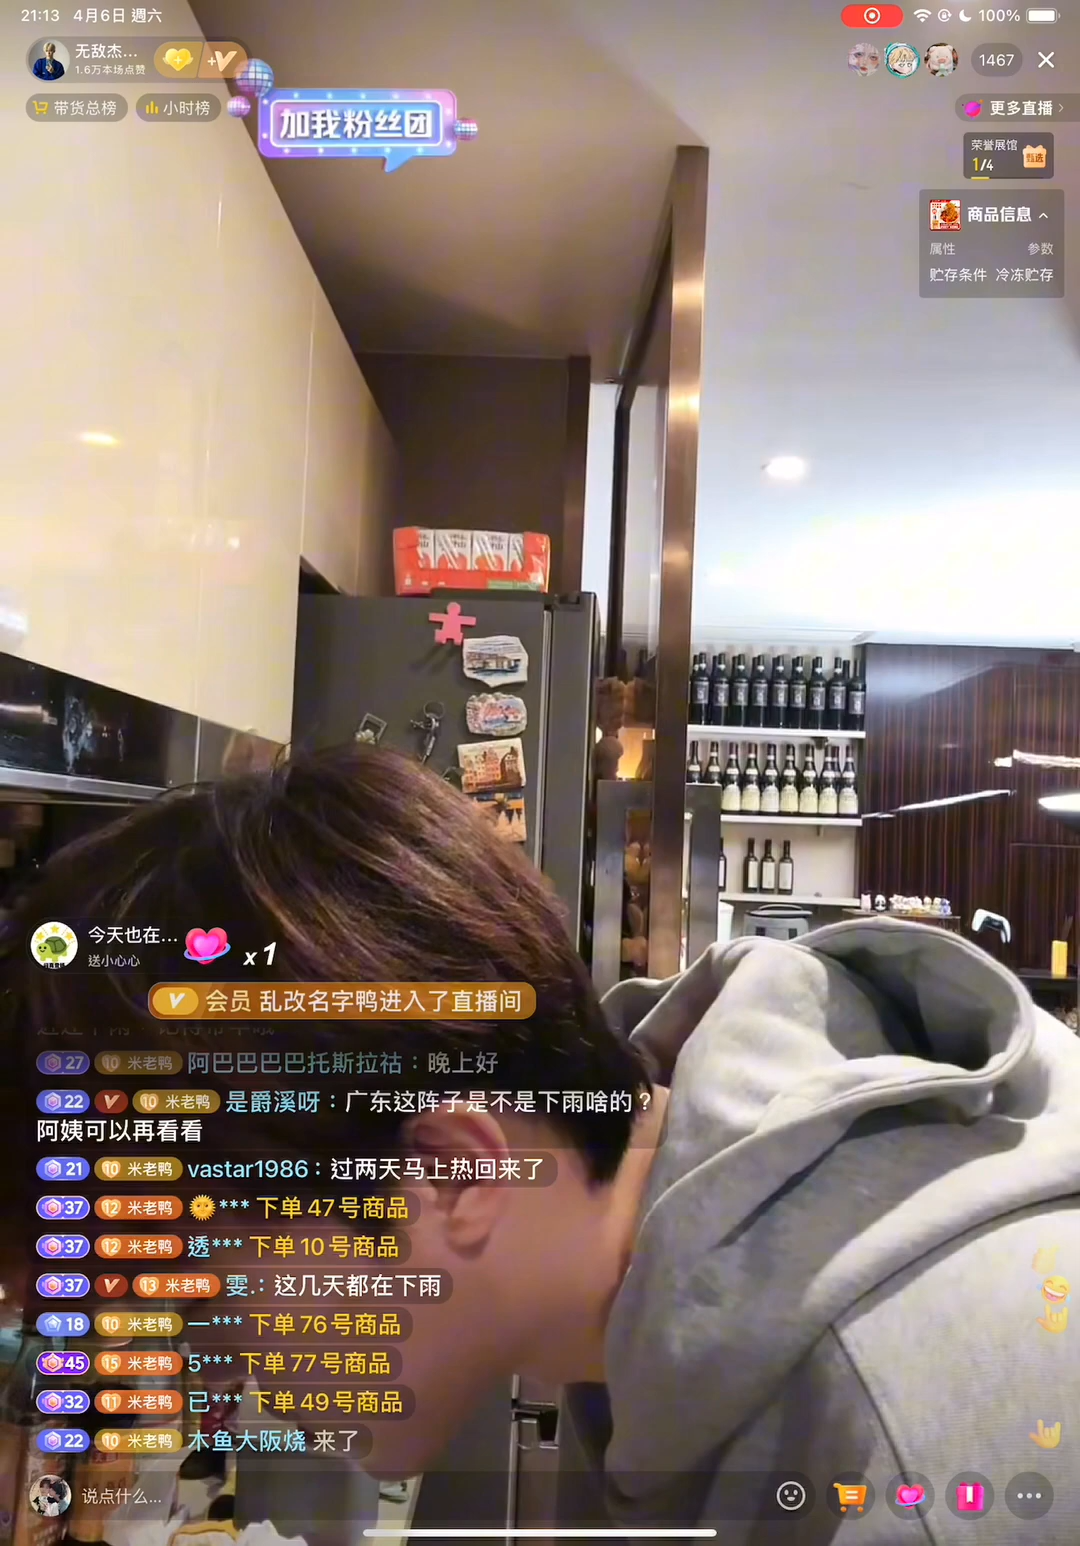 21:13 4月6日 週六
100%
无敌杰...
1.6万本场点赞
+V
1467
带货总榜
小时榜
加我粉丝团
更多直播
荣誉展馆
1/4
甄选
商品信息
属性 参数
贮存条件 冷冻贮存
今天也在...
送小心心
x 1
V 会员 乱改名字鸭进入了直播间
27 10 米老鸭 阿巴巴巴巴托斯拉祜：晚上好
22 V 10 米老鸭 是爵溪呀：广东这阵子是不是下雨啥的？
阿姨可以再看看
21 10 米老鸭 vastar1986：过两天马上热回来了
37 12 米老鸭 *** 下单 47 号商品
37 12 米老鸭 透*** 下单 10 号商品
37 V 13 米老鸭 雯.：这几天都在下雨
18 10 米老鸭 一*** 下单 76 号商品
45 15 米老鸭 5*** 下单 77 号商品
32 11 米老鸭 已*** 下单 49 号商品
22 10 米老鸭 木鱼大阪烧 来了
说点什么...